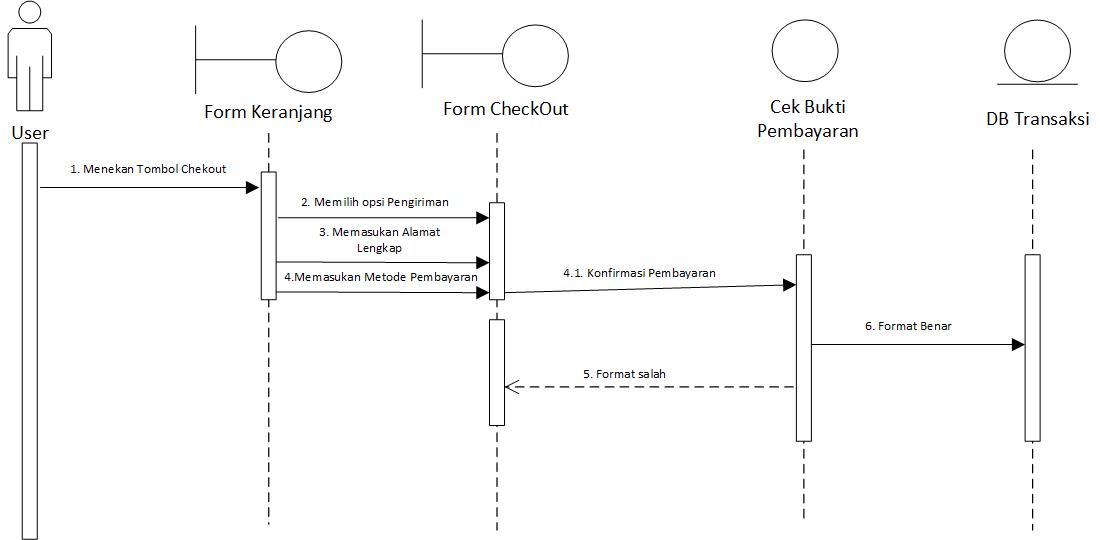 User
Form Keranjang
Form CheckOut
Cek Bukti
Pembayaran
DB Transaksi
1. Menekan Tombol Chekout
2. Memilih opsi Pengiriman
3. Memasukan Alamat
Lengkap
4.Memasukan Metode Pembayaran
4.1. Konfirmasi Pembayaran
6. Format Benar
5. Format salah